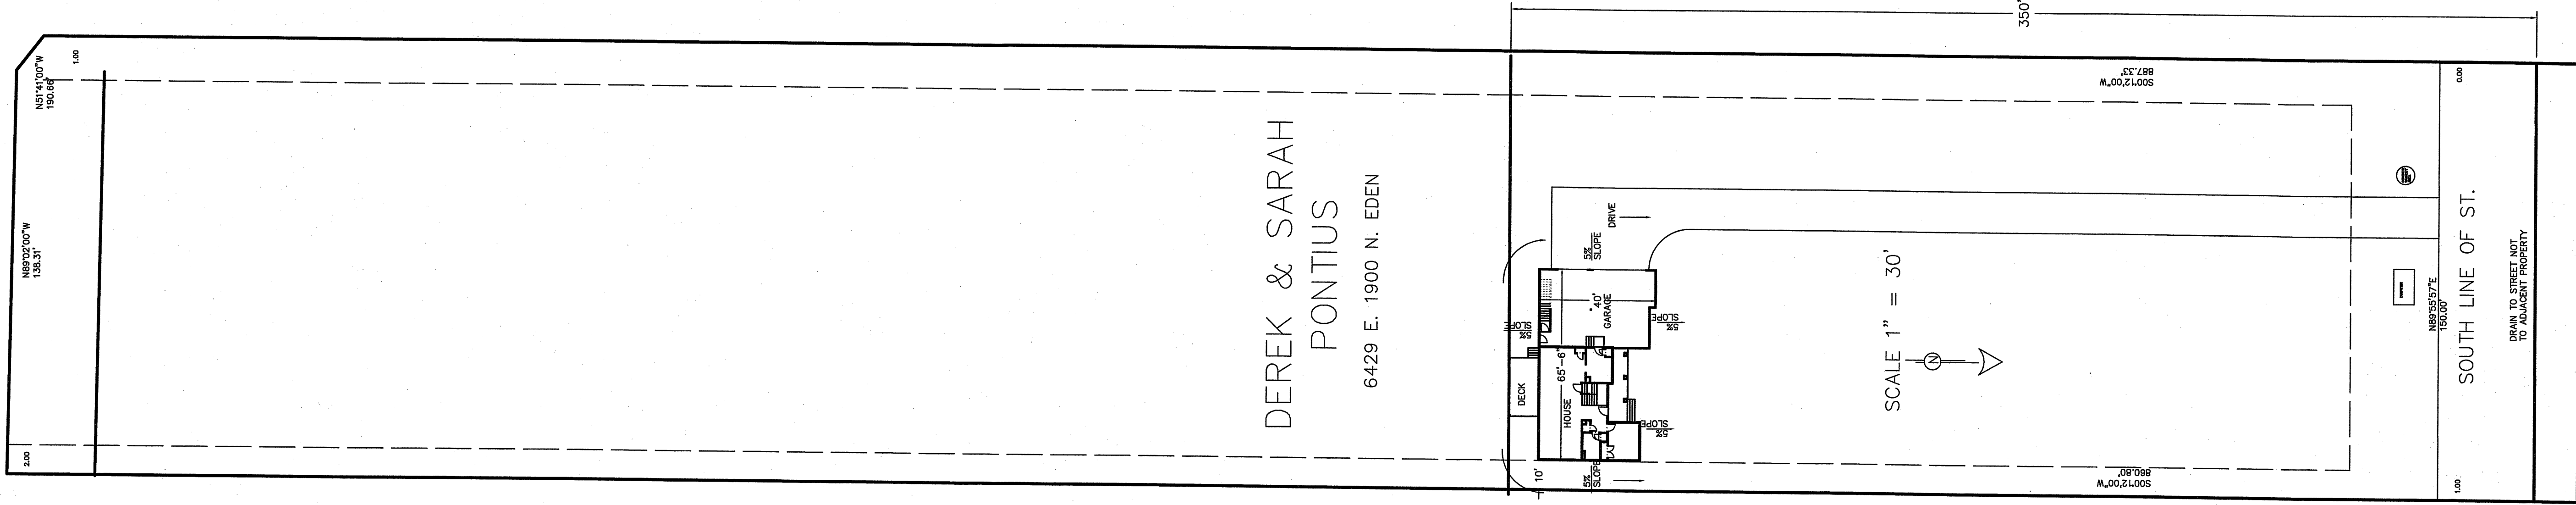 N51°41'00"W
190.66'
1.00
N89°02'00"W
138.31'
2.00
DEREK & SARAH
PONTIUS
6429 E. 1900 N. EDEN
350'
S00°12'00"W
887.33'
0.00
DRIVE
5%
SLOPE
40'
GARAGE
5%
SLOPE
5%
SLOPE
65'-6"
DECK
HOUSE
5%
SLOPE
10'
5%
SLOPE
SCALE 1" = 30'
N
N89°55'57"E
150.00'
SOUTH LINE OF ST.
DRAIN TO STREET NOT
TO ADJACENT PROPERTY
S00°12'00"W
860.80'
1.00